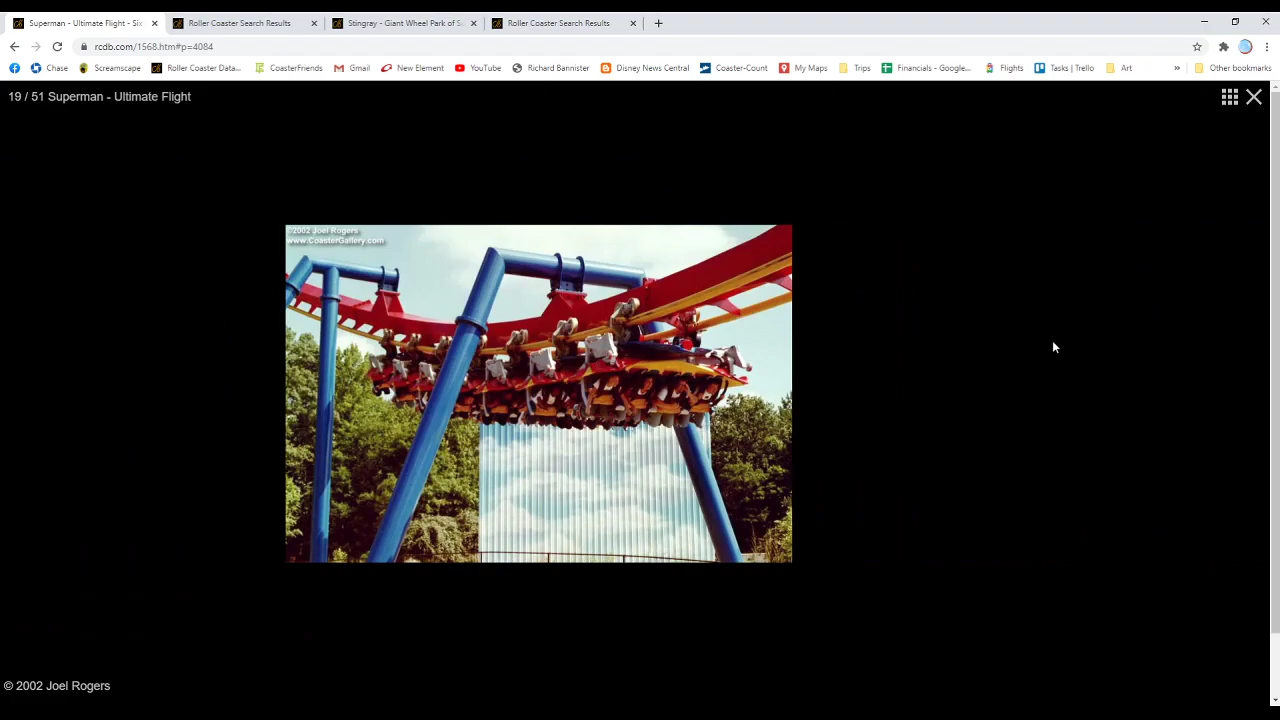 Superman - Ultimate Flight - Six
Roller Coaster Search Results
Stingray - Giant Wheel Park of Su
Roller Coaster Search Results
rcdb.com/1568.htm#p=4084
Chase
Screamscape
Roller Coaster Data...
CoasterFriends
Gmail
New Element
YouTube
Richard Bannister
Disney News Central
Coaster-Count
My Maps
Trips
Financials - Google...
Flights
Tasks | Trello
Art
»
Other bookmarks
19 / 51 Superman - Ultimate Flight
©2002 Joel Rogers
www.CoasterGallery.com
© 2002 Joel Rogers